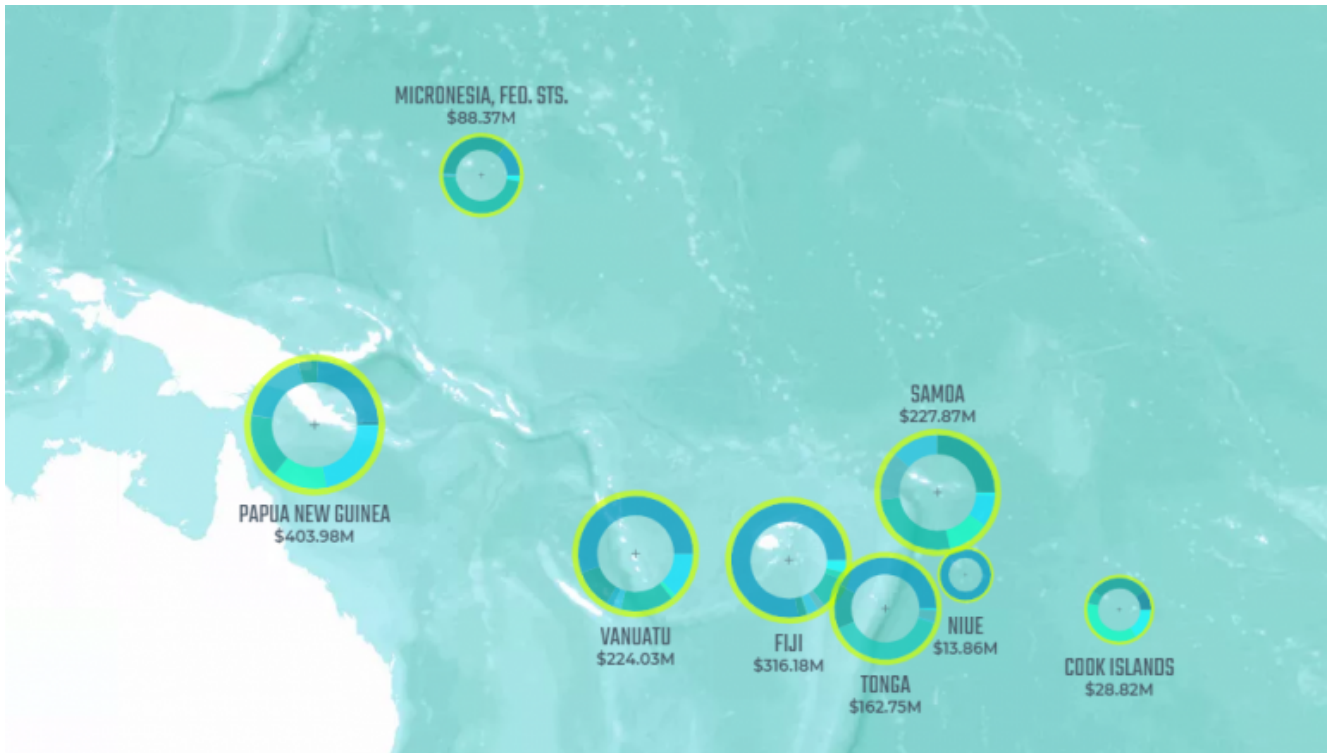 MICRONESIA, FED. STS.
$88.37M
SAMOA
$227.87M
PAPUA NEW GUINEA
$403.98M
VANUATU
$224.03M
FIJI
$316.18M
TONGA
$162.75M
NIUE
$13.86M
COOK ISLANDS
$28.82M